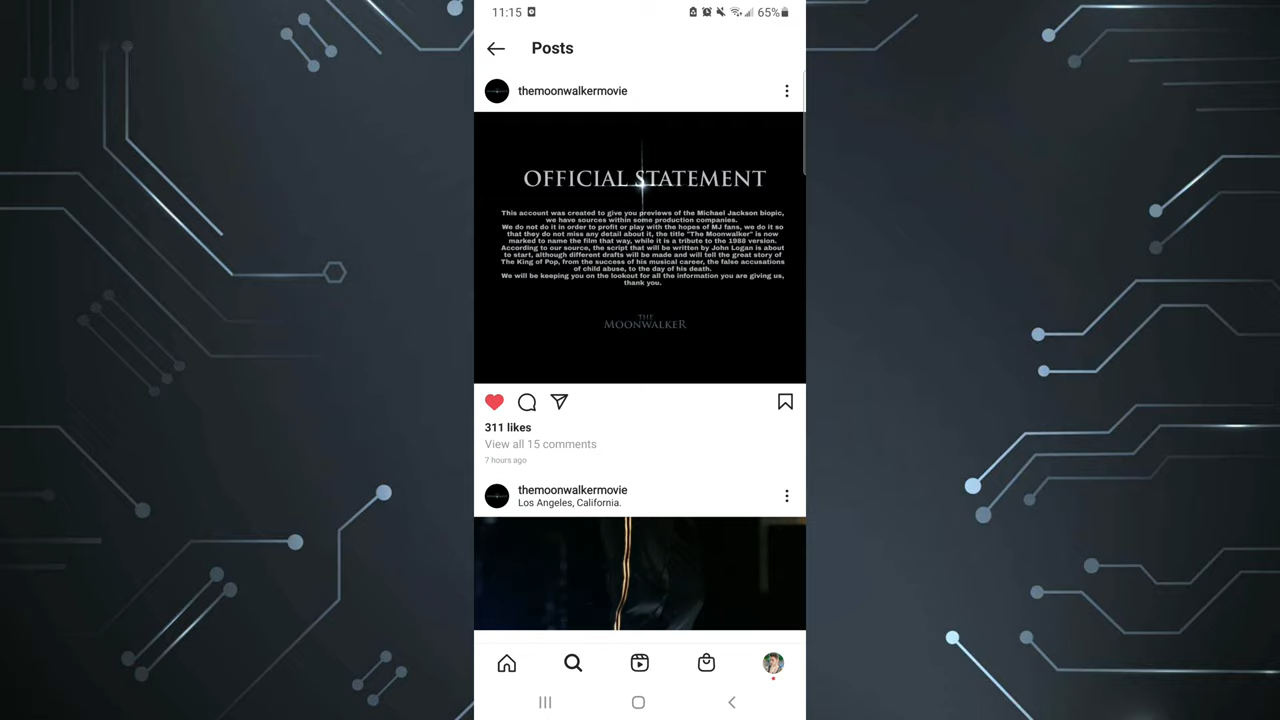 11:15
65%
Posts
themoonwalkermovie
OFFICIAL STATEMENT
This account was created to give you previews of the Michael Jackson biopic,
we have sources within some production companies.
We do not do it in order to profit or play with the hopes of MJ fans, we do it so
that they do not miss any detail about it, the title "The Moonwalker" is now
marked to name the film that way, while it is a tribute to the 1988 version.
According to our source, the script that will be written by John Logan is about
to start, although different drafts will be made and will tell the great story of
The King of Pop, from the success of his musical career, the false accusations
of child abuse, to the day of his death.
We will be keeping you on the lookout for all the information you are giving us,
thank you.
THE
MOONWALKER
311 likes
View all 15 comments
7 hours ago
themoonwalkermovie
Los Angeles, California.